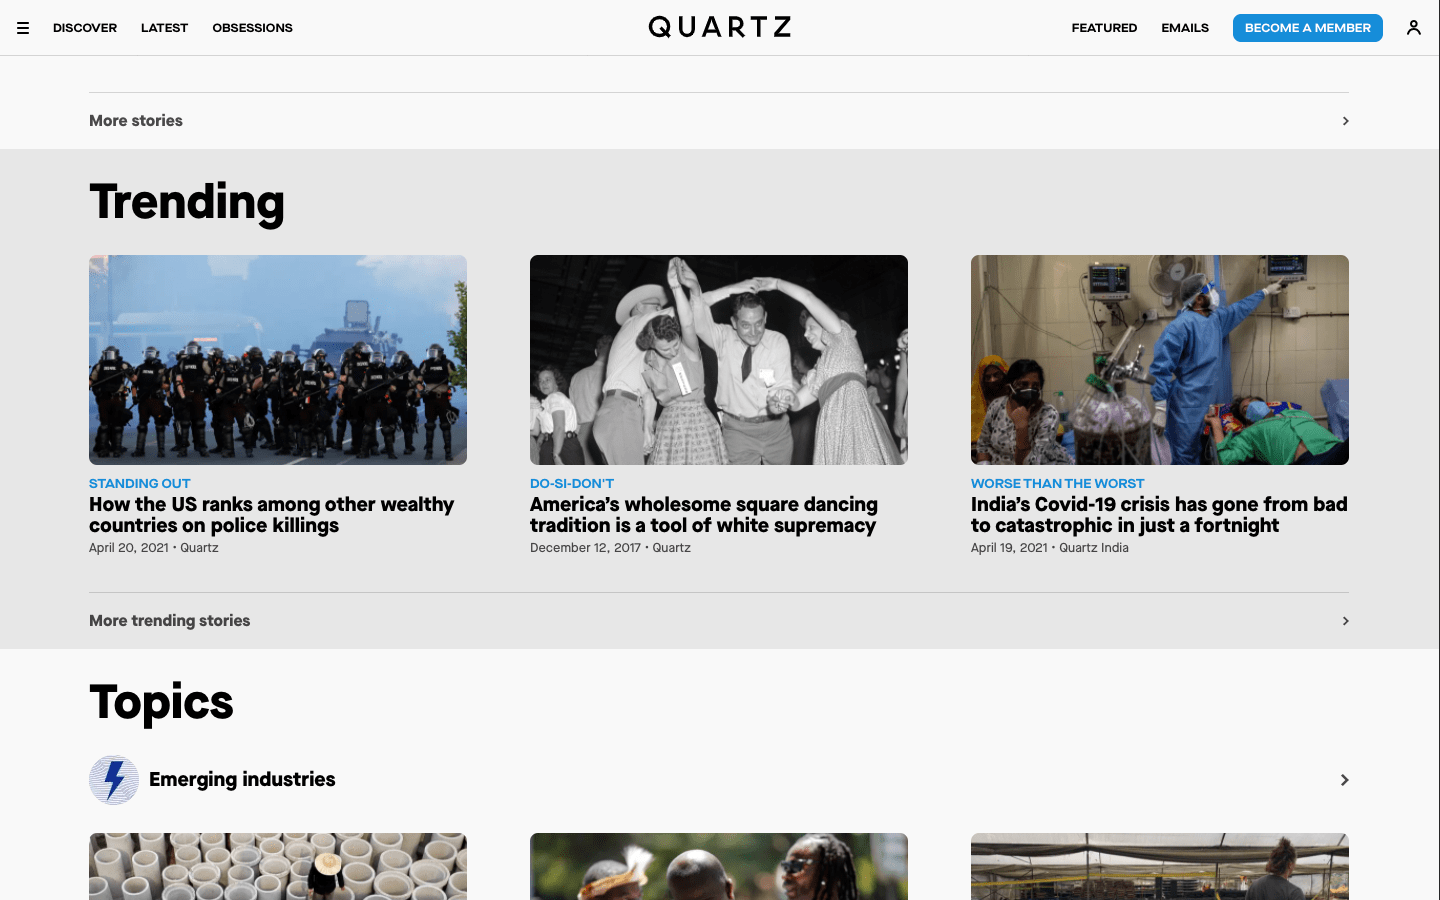 DISCOVER
LATEST
OBSESSIONS
QUARTZ
FEATURED
EMAILS
BECOME A MEMBER
More stories
Trending
STANDING OUT
How the US ranks among other wealthy
countries on police killings
April 20, 2021 • Quartz
DO-SI-DON'T
America’s wholesome square dancing
tradition is a tool of white supremacy
December 12, 2017 • Quartz
WORSE THAN THE WORST
India’s Covid-19 crisis has gone from bad
to catastrophic in just a fortnight
April 19, 2021 • Quartz India
More trending stories
Topics
Emerging industries